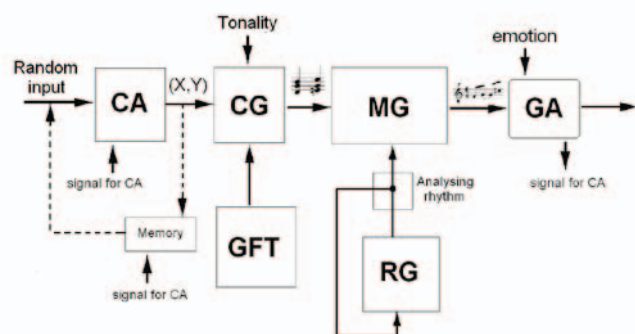 Tonality
emotion
Random
input
(X,Y)
CA
CG
MG
GA
signal for CA
signal for CA
Analysing
rhythm
Memory
GFT
RG
signal for CA